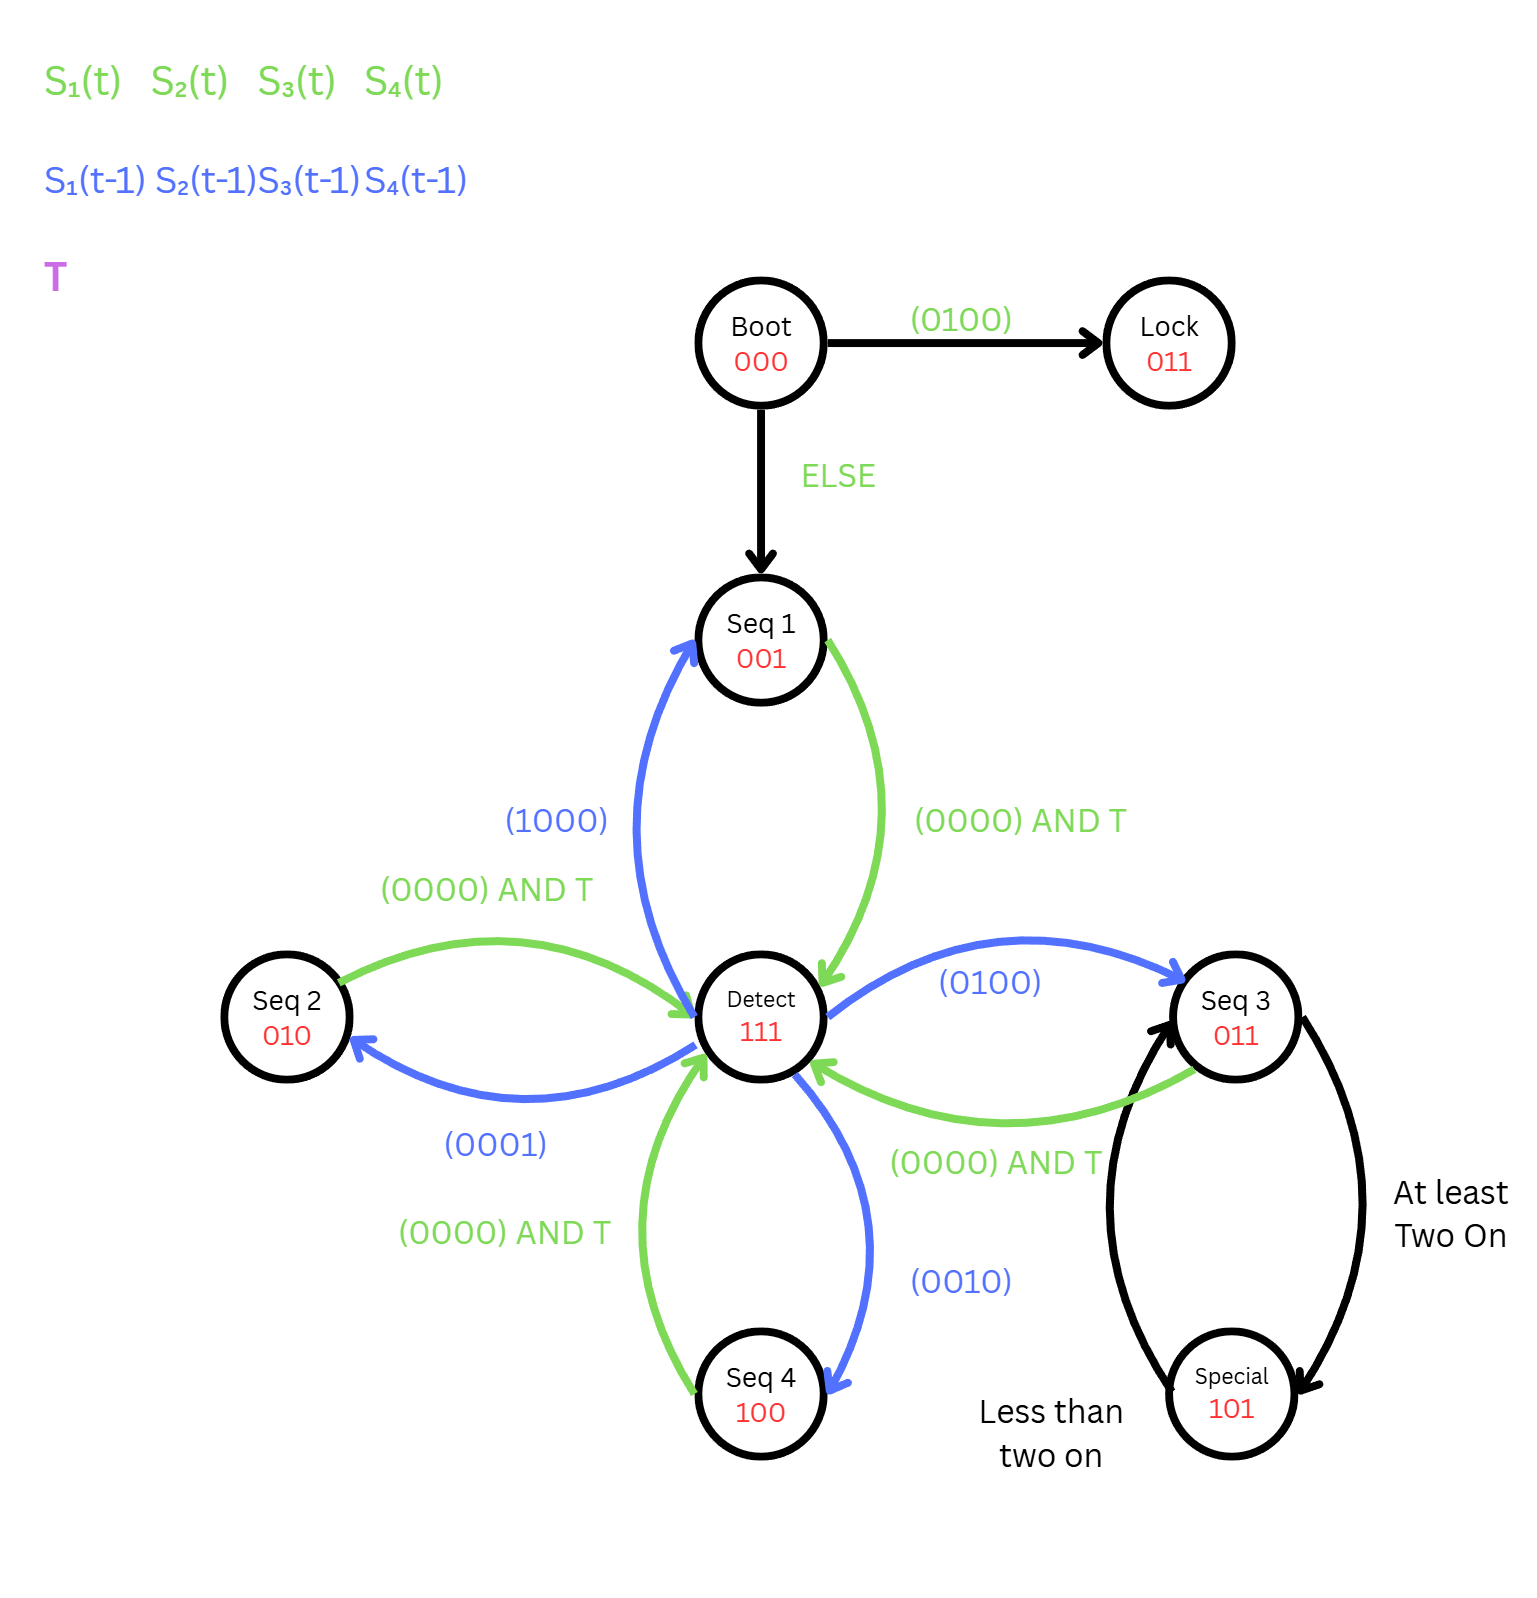 S₁(t) S₂(t) S₃(t) S₄(t)
S₁(t-1) S₂(t-1) S₃(t-1) S₄(t-1)
T
Boot
000
(0100)
Lock
011
ELSE
Seq 1
001
(1000)
(0000) AND T
(0000) AND T
Seq 2
010
Detect
111
(0100)
Seq 3
011
(0001)
(0000) AND T
(0000) AND T
At least
Two On
(0010)
Seq 4
100
Special
101
Less than
two on